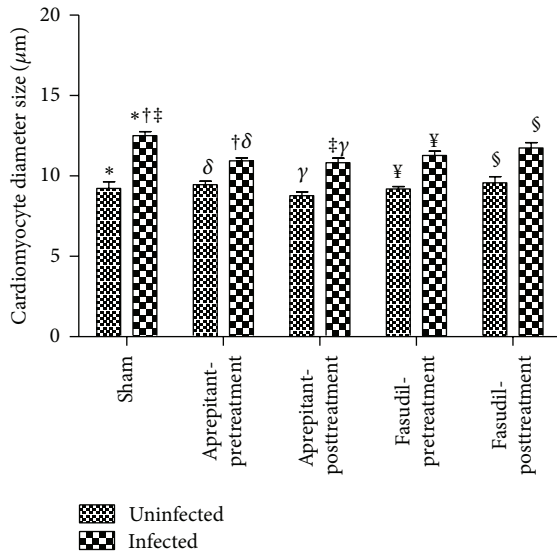 20
15
10
5
0
Cardiomyocyte diameter size (μm)
*
*†‡
δ
†δ
γ
‡γ
¥
¥
§
§
Sham
Aprepitant-
pretreatment
Aprepitant-
posttreatment
Fasudil-
pretreatment
Fasudil-
posttreatment
Uninfected
Infected